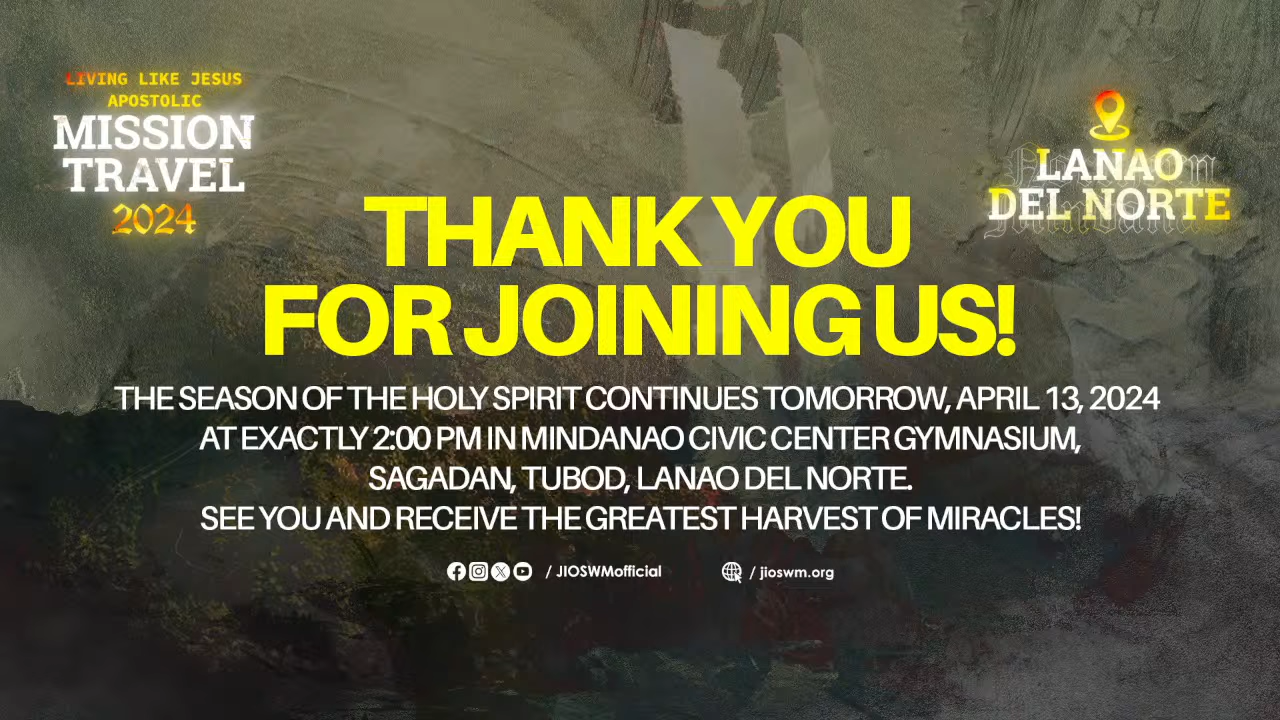 LIVING LIKE JESUS
APOSTOLIC
MISSION
TRAVEL
2024
LANAO
DEL NORTE
THANK YOU
FOR JOINING US!
THE SEASON OF THE HOLY SPIRIT CONTINUES TOMORROW, APRIL 13, 2024
AT EXACTLY 2:00 PM IN MINDANAO CIVIC CENTER GYMNASIUM,
SAGADAN, TUBOD, LANAO DEL NORTE.
SEE YOU AND RECEIVE THE GREATEST HARVEST OF MIRACLES!
/ JIOSWMofficial
/ jioswm.org